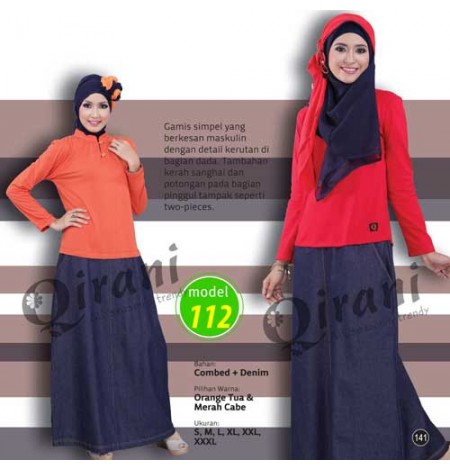 Gamis simpel yang
berkesan maskulin
dengan detail kerutan di
bagian dada. Tambahan
kerah sanghai dan
potongan pada bagian
pinggul tampak seperti
two-pieces.
Qirani
trendy
model
112
Qirani
trendy
Bahan:
Combed + Denim
Pilihan Warna:
Orange Tua &
Merah Cabe
Ukuran:
S, M, L, XL, XXL,
XXXL
141